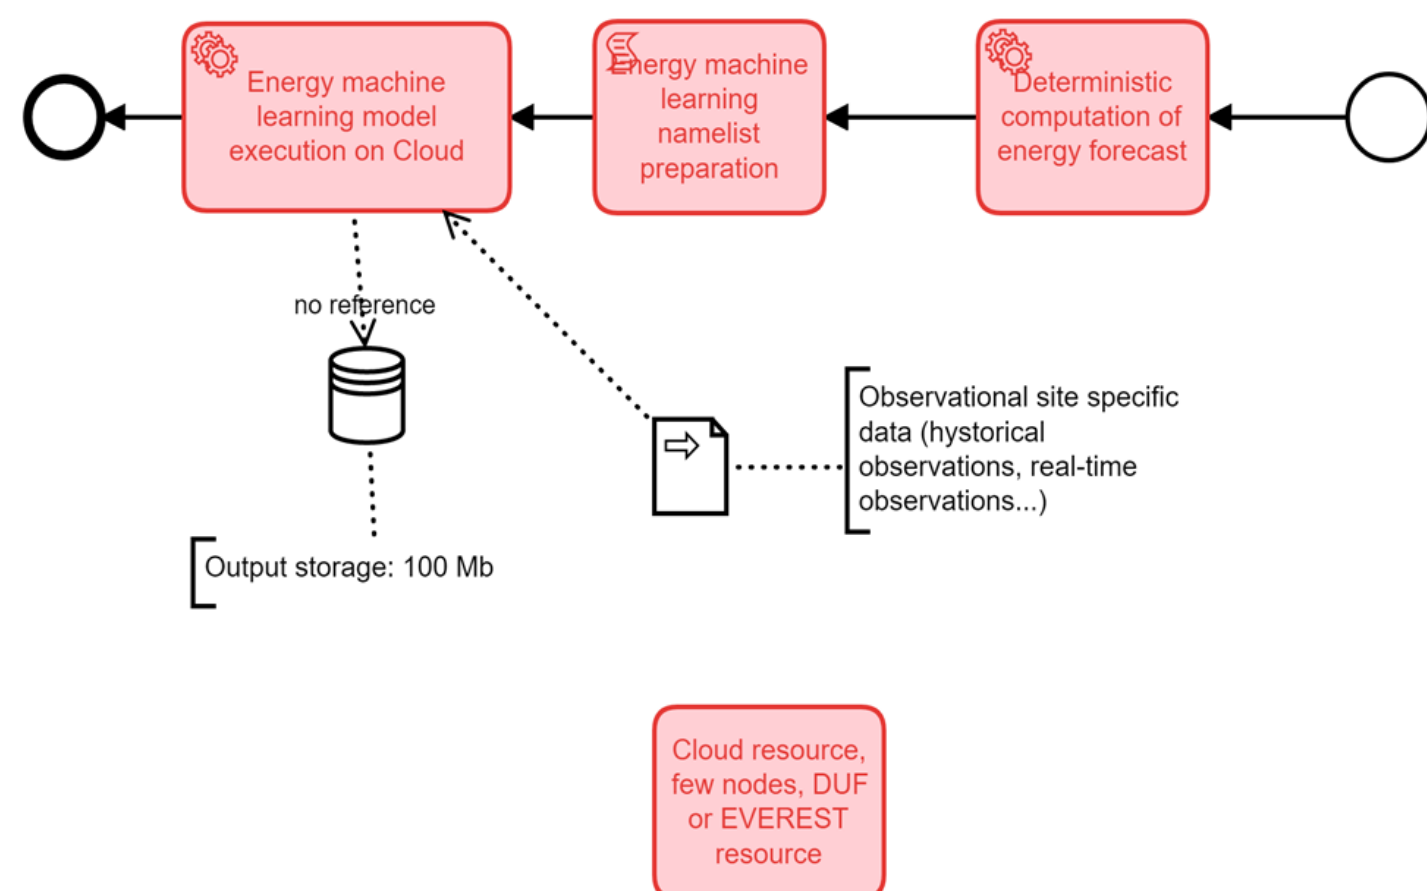 Energy machine
learning model
execution on Cloud
Energy machine
learning
namelist
preparation
Deterministic
computation of
energy forecast
no reference
Observational site specific
data (hystorical
observations, real-time
observations...)
Output storage: 100 Mb
Cloud resource,
few nodes, DUF
or EVEREST
resource